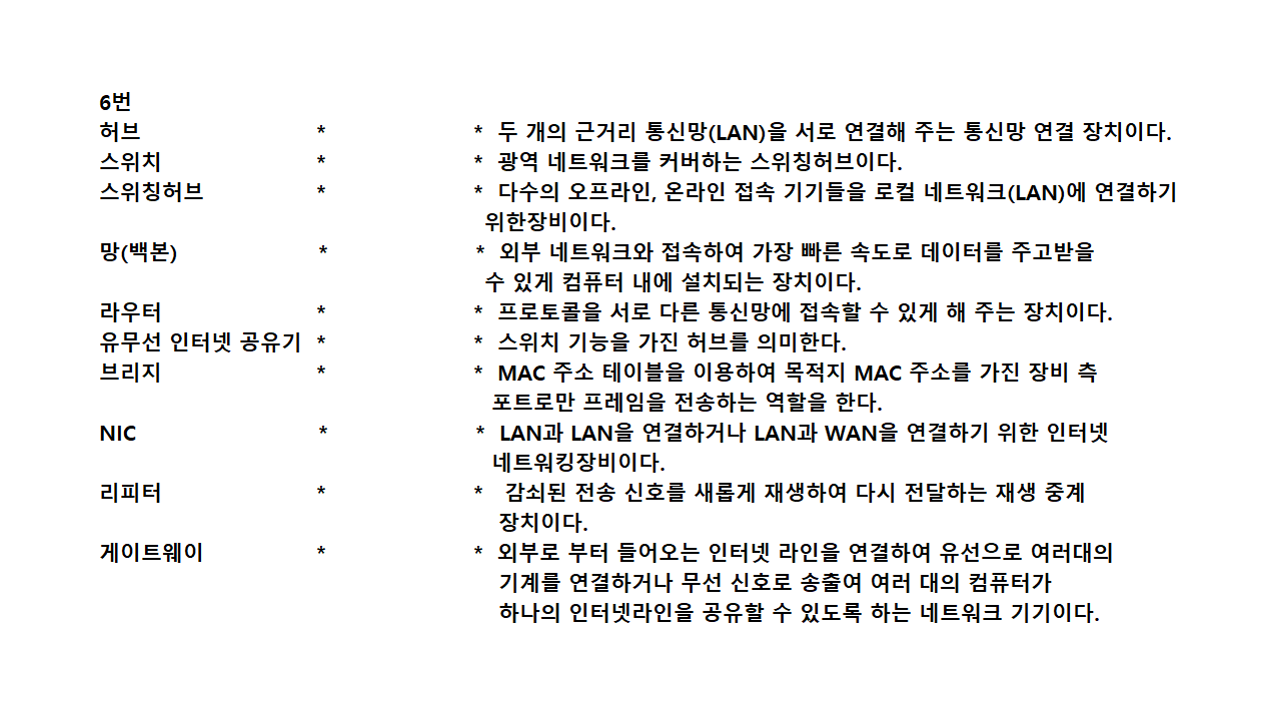 6번
허브 * * 두 개의 근거리 통신망(LAN)을 서로 연결해 주는 통신망 연결 장치이다.
스위치 * * 광역 네트워크를 커버하는 스위칭허브이다.
스위칭허브 * * 다수의 오프라인, 온라인 접속 기기들을 로컬 네트워크(LAN)에 연결하기
위한장비이다.
망(백본) * * 외부 네트워크와 접속하여 가장 빠른 속도로 데이터를 주고받을
수 있게 컴퓨터 내에 설치되는 장치이다.
라우터 * * 프로토콜을 서로 다른 통신망에 접속할 수 있게 해 주는 장치이다.
유무선 인터넷 공유기 * * 스위치 기능을 가진 허브를 의미한다.
브리지 * * MAC 주소 테이블을 이용하여 목적지 MAC 주소를 가진 장비 측
포트로만 프레임을 전송하는 역할을 한다.
NIC * * LAN과 LAN을 연결하거나 LAN과 WAN을 연결하기 위한 인터넷
네트워킹장비이다.
리피터 * * 감쇠된 전송 신호를 새롭게 재생하여 다시 전달하는 재생 중계
장치이다.
게이트웨이 * * 외부로 부터 들어오는 인터넷 라인을 연결하여 유선으로 여러대의
기계를 연결하거나 무선 신호로 송출여 여러 대의 컴퓨터가
하나의 인터넷라인을 공유할 수 있도록 하는 네트워크 기기이다.